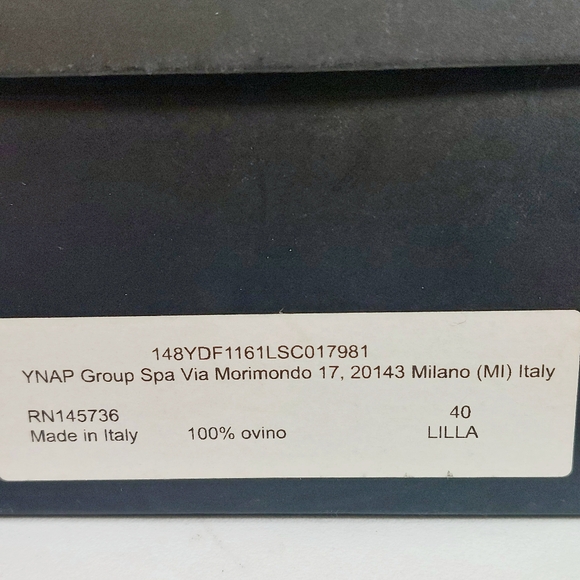 148YDF1161LSC017981
YNAP Group Spa Via Morimondo 17, 20143 Milano (MI) Italy
RN145736 40
Made in Italy 100% ovino LILLA